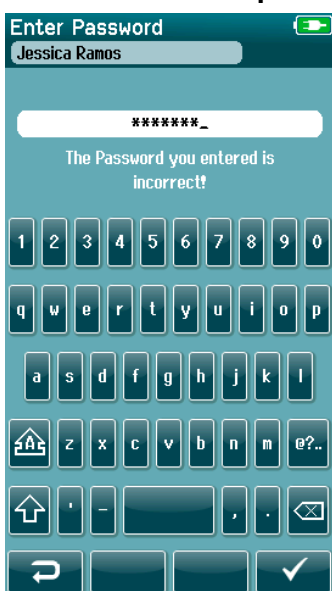 Enter Password
Jessica Ramos
*******_
The Password you entered is
incorrect!
1 2 3 4 5 6 7 8 9 0
q w e r t y u i o p
a s d f g h j k l
A z x c v b n m @?..
' - , .